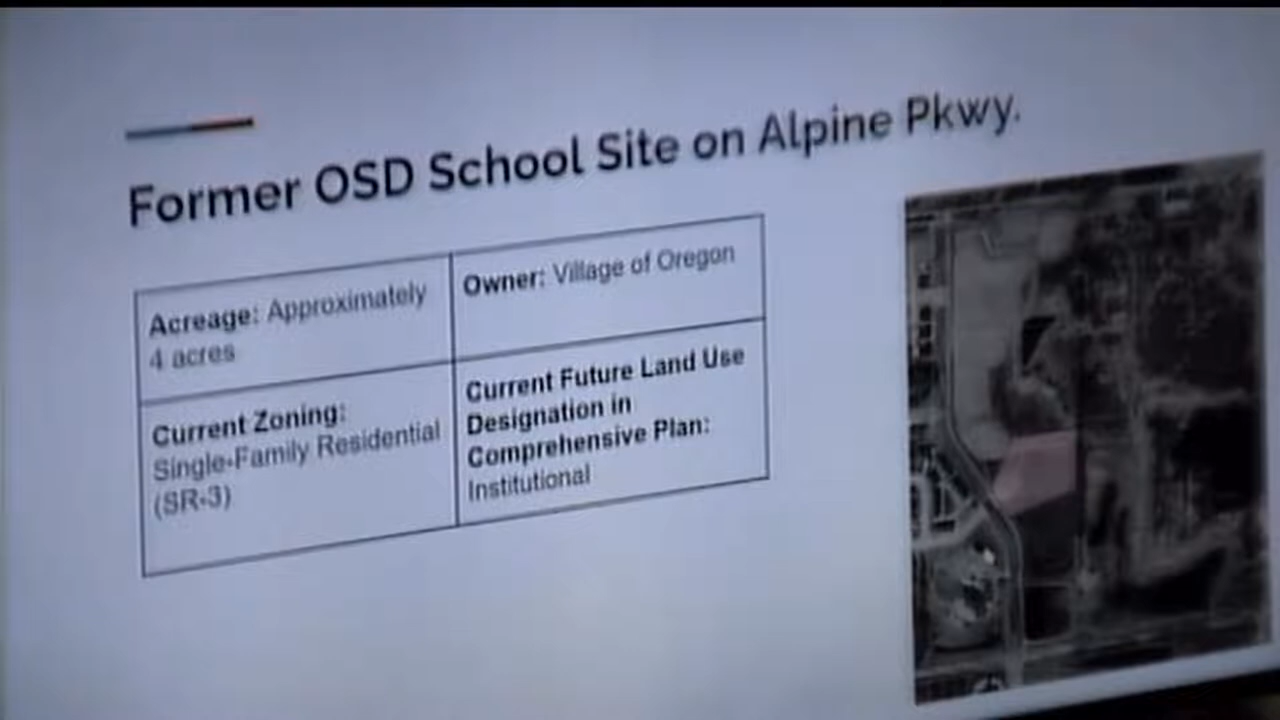 Former OSD School Site on Alpine Pkwy.
Acreage: Approximately
4 acres
Owner: Village of Oregon
Current Zoning:
Single-Family Residential
(SR-3)
Current Future Land Use
Designation in
Comprehensive Plan:
Institutional